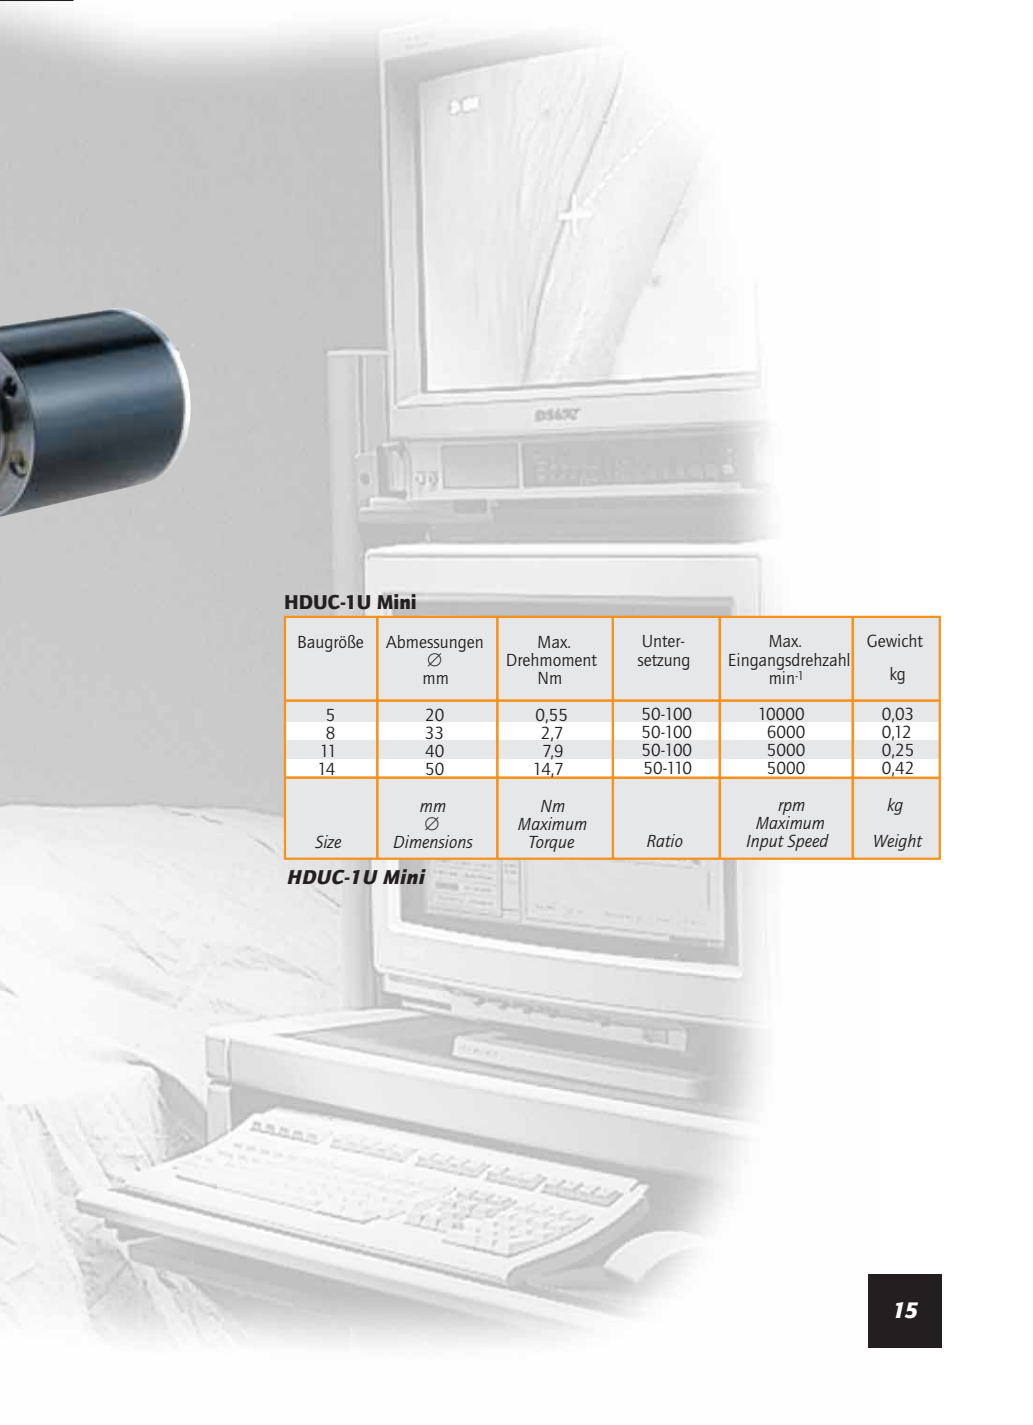 HDUC-1U Mini
Baugröße Abmessungen Max. Unter- Max. Gewicht
∅ Drehmoment setzung Eingangsdrehzahl
mm Nm min-1 kg
5 20 0,55 50-100 10000 0,03
8 33 2,7 50-100 6000 0,12
11 40 7,9 50-100 5000 0,25
14 50 14,7 50-110 5000 0,42
mm Nm rpm kg
∅ Maximum Maximum
Size Dimensions Torque Ratio Input Speed Weight
HDUC-1U Mini
15